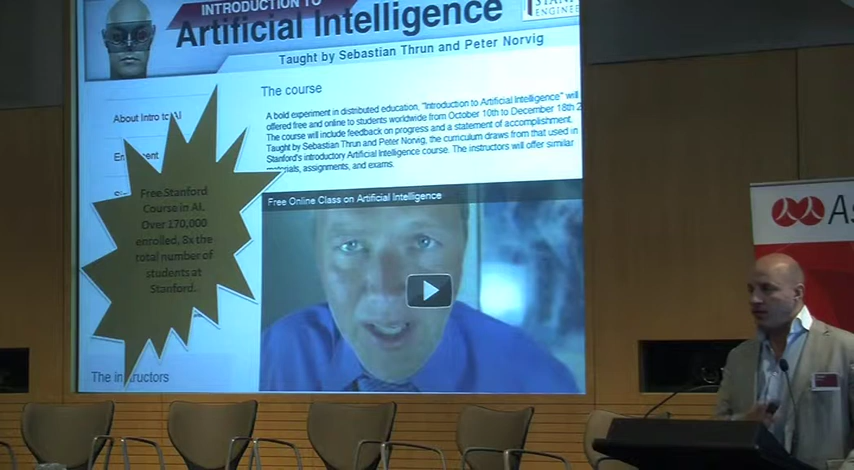 INTRODUCTION TO
Artificial Intelligence
ENGINEE
Taught by Sebastian Thrun and Peter Norvig
The course
About Intro to AI
A bold experiment in distributed education, "Introduction to Artificial Intelligence" will
offered free and online to students worldwide from October 10th to December 18th 2
The course will include feedback on progress and a statement of accomplishment.
Taught by Sebastian Thrun and Peter Norvig, the curriculum draws from that used in
Stanford's introductory Artificial Intelligence course. The instructors will offer similar
materials, assignments, and exams.
Free Stanford
Course in AI.
Over 170,000
enrolled, 8x the
total number of
students at
Stanford.
Free Online Class on Artificial Intelligence
The instructors